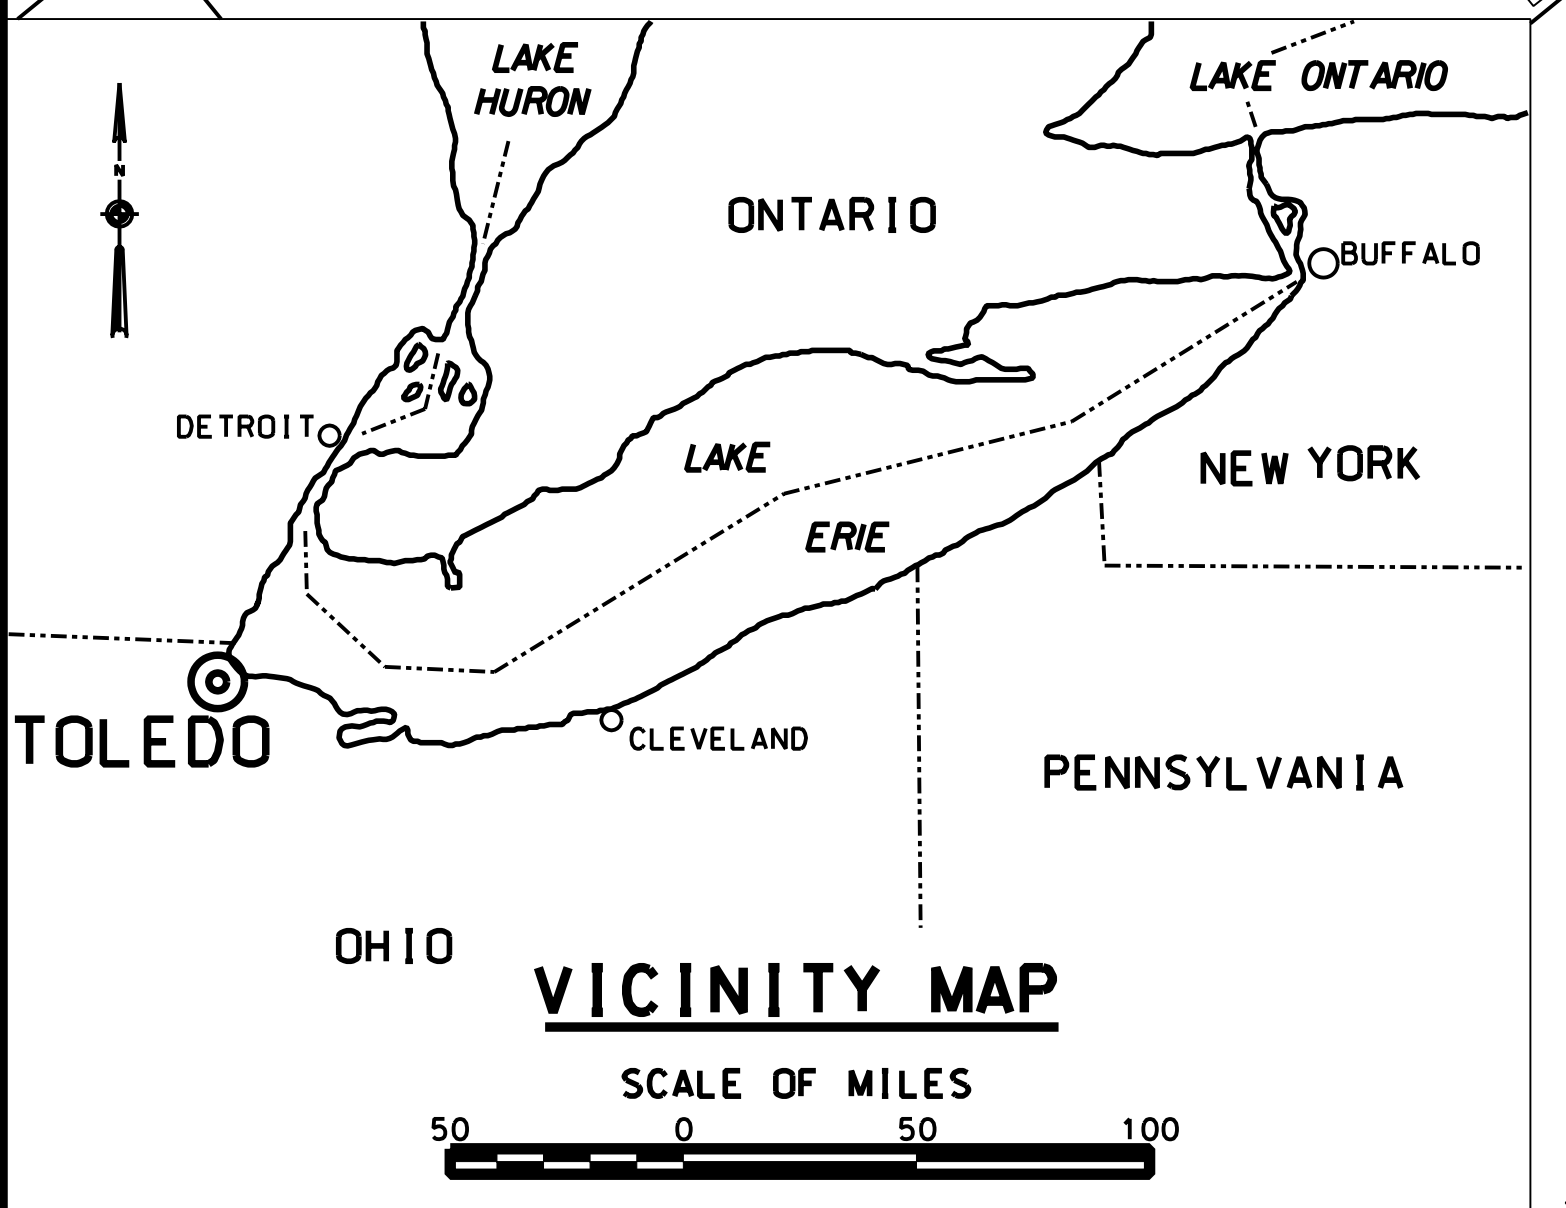 LAKE
HURON
LAKE ONTARIO
N
ONTARIO
BUFFALO
DETROIT
LAKE
NEW YORK
ERIE
TOLEDO
CLEVELAND
PENNSYLVANIA
OHIO
VICINITY MAP
SCALE OF MILES
50 0 50 100